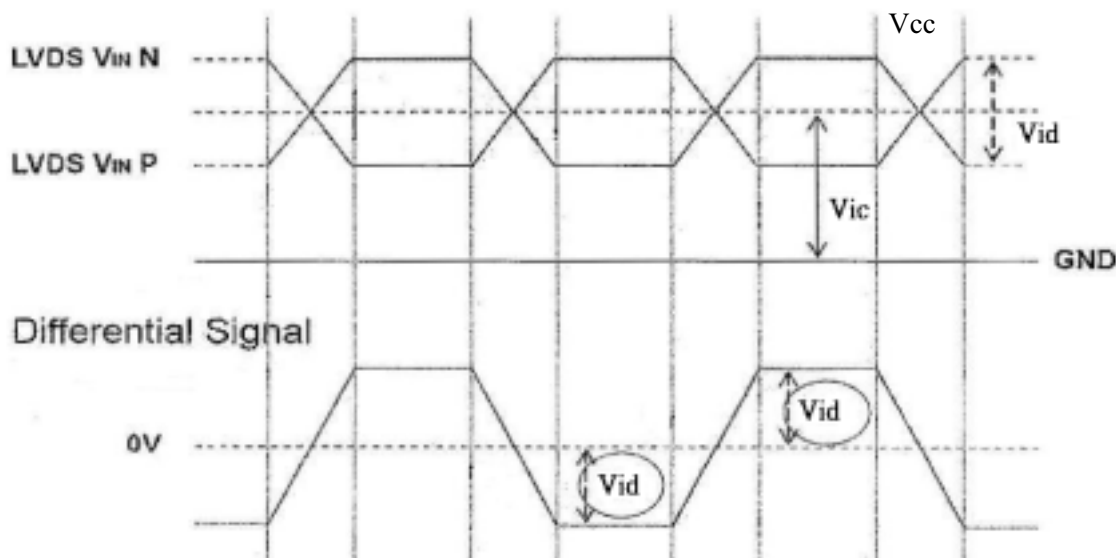 Vcc
LVDS VIN N
Vid
LVDS VIN P
Vic
GND
Differential Signal
Vid
0V
Vid